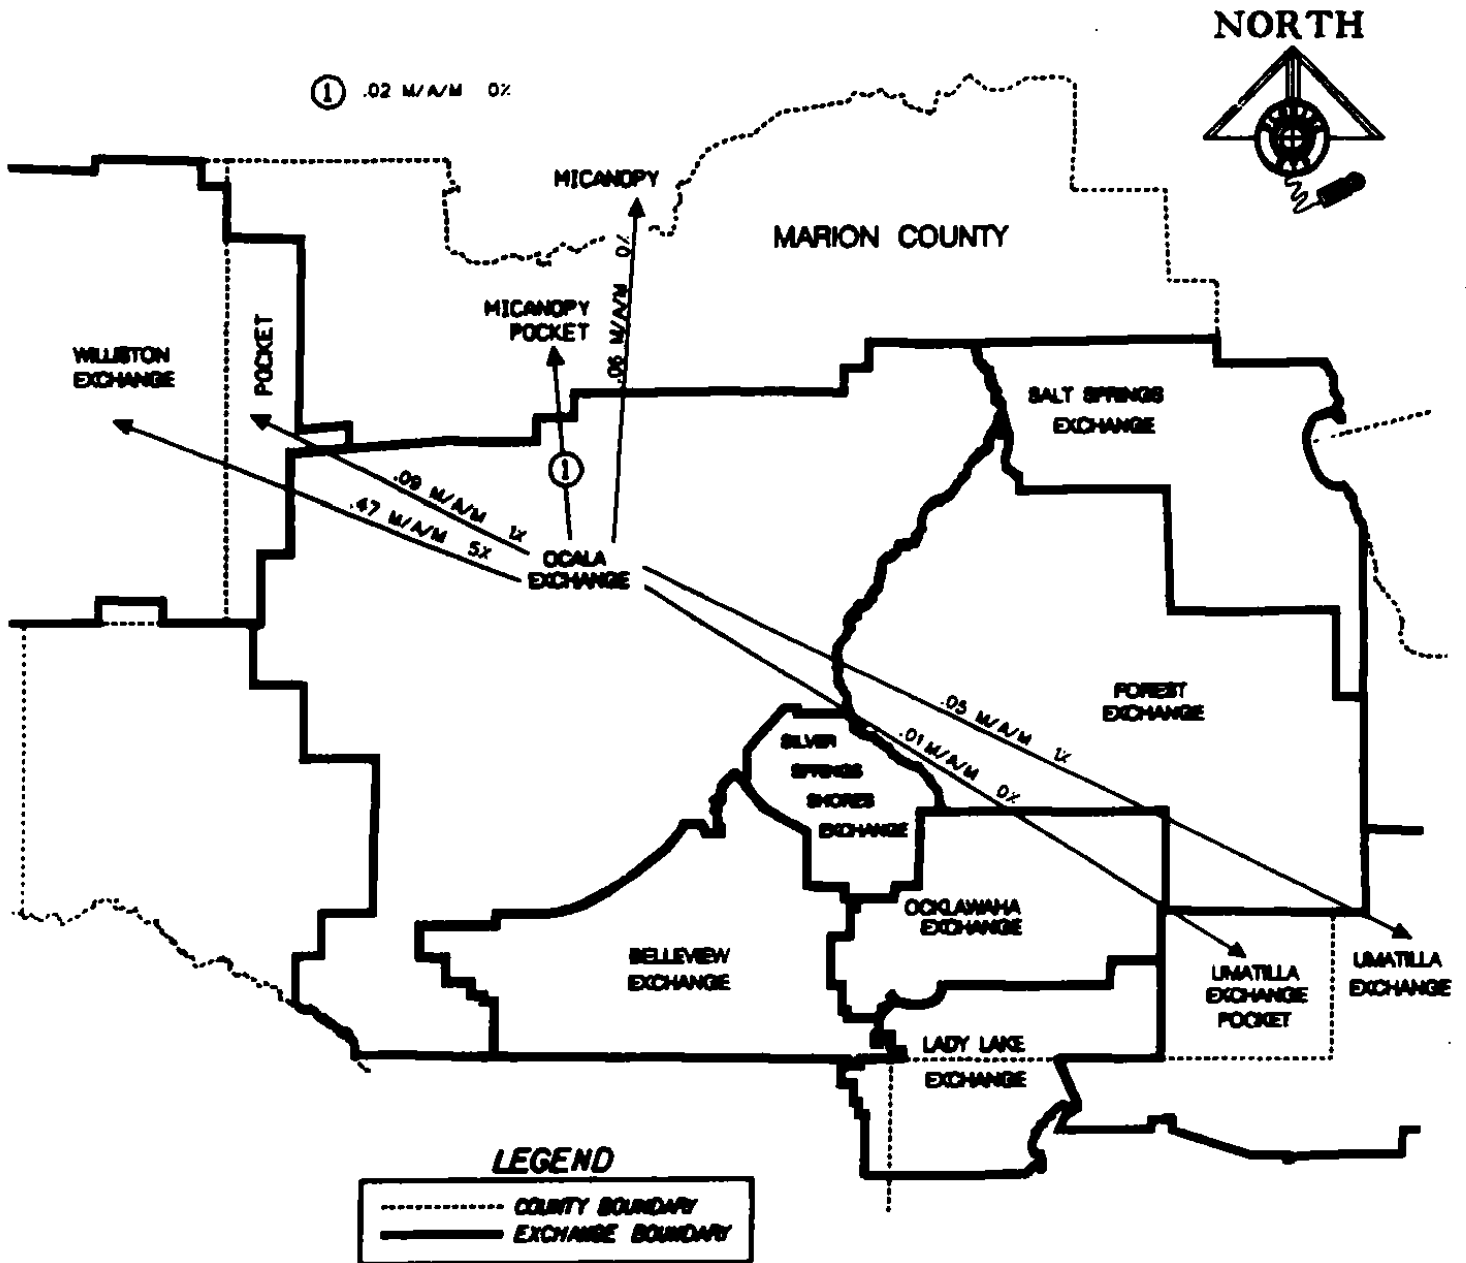 NORTH
① .02 M/A/M 0%
MICANOPY
MARION COUNTY
0%
.06 M/A/M
MICANOPY
POCKET
POCKET
WILLISTON
EXCHANGE
SALT SPRINGS
EXCHANGE
①
.09 M/A/M 1%
.47 M/A/M 5%
OCALA
EXCHANGE
FOREST
EXCHANGE
.05 M/A/M 1%
.01 M/A/M 0%
SILVER
SPRINGS
SHORES
EXCHANGE
OCKLAWAHA
EXCHANGE
BELLEVIEW
EXCHANGE
UMATILLA
EXCHANGE
POCKET
UMATILLA
EXCHANGE
LADY LAKE
EXCHANGE
LEGEND
COUNTY BOUNDARY
EXCHANGE BOUNDARY